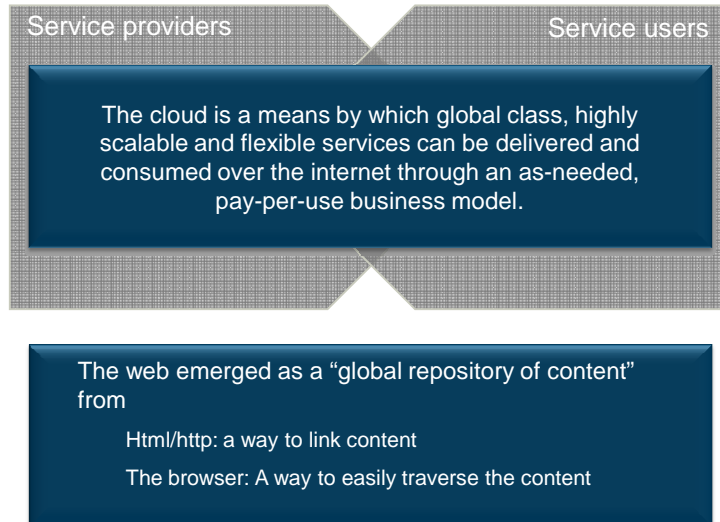 Service providers
Service users
The cloud is a means by which global class, highly
scalable and flexible services can be delivered and
consumed over the internet through an as-needed,
pay-per-use business model.
The web emerged as a “global repository of content”
from
Html/http: a way to link content
The browser: A way to easily traverse the content